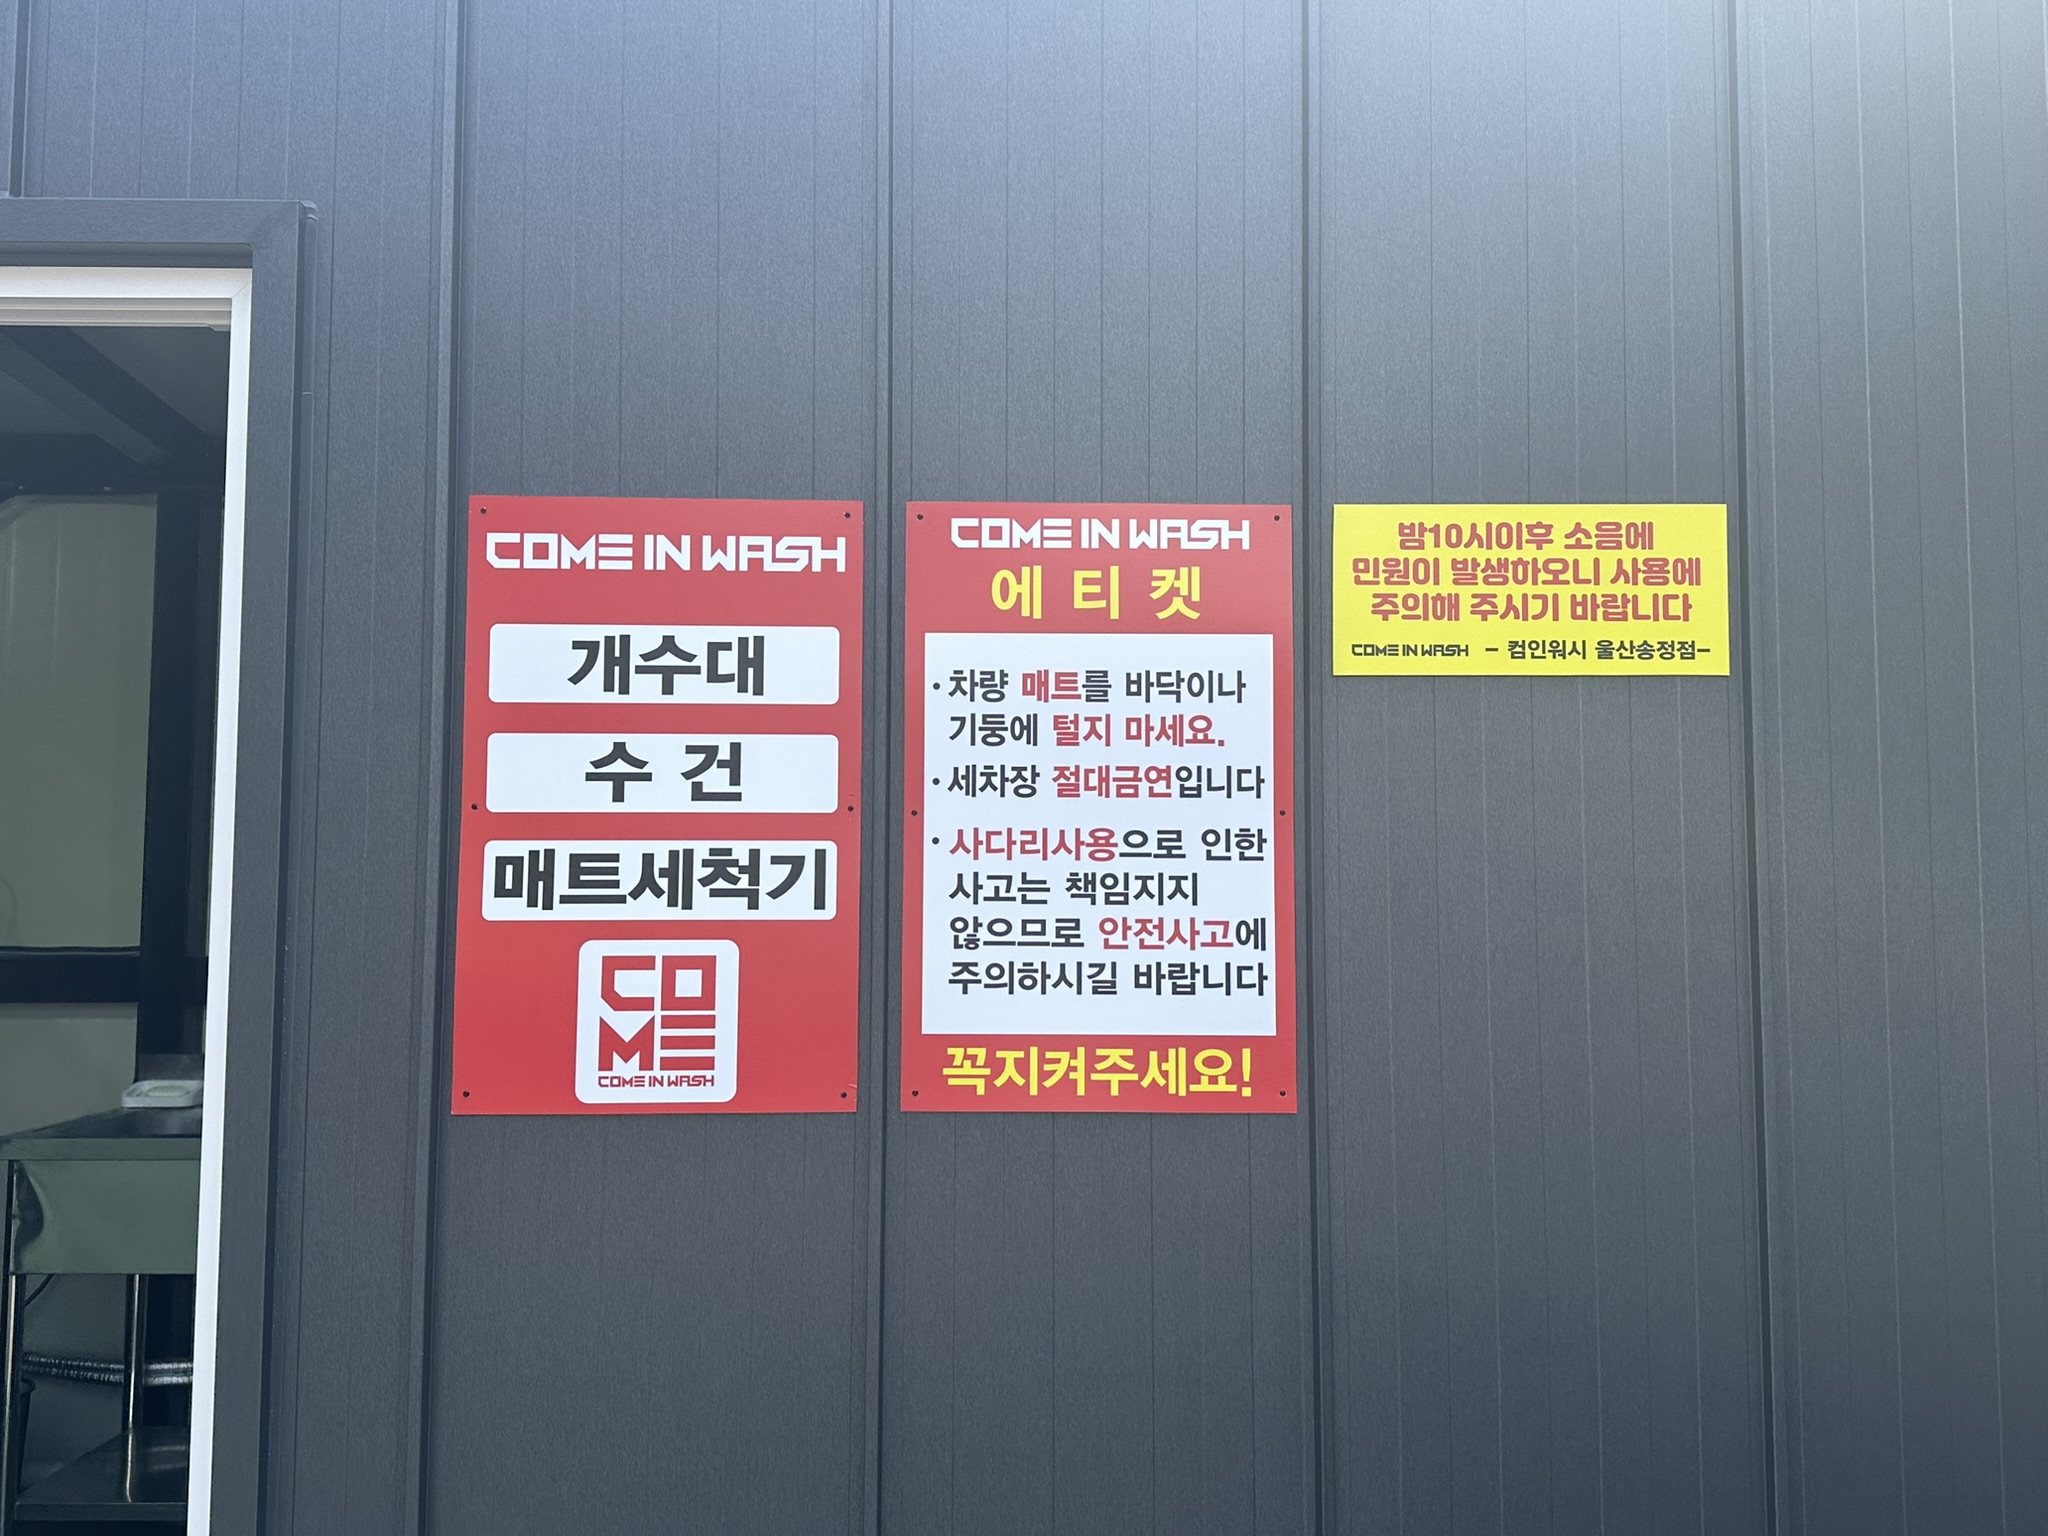 COME IN WASH
개수대
수 건
매트세척기
CO
ME
COME IN WASH
COME IN WASH
에 티 켓
· 차량 매트를 바닥이나
기둥에 털지 마세요.
· 세차장 절대금연입니다
· 사다리사용으로 인한
사고는 책임지지
않으므로 안전사고에
주의하시길 바랍니다
꼭지켜주세요!
밤10시이후 소음에
민원이 발생하오니 사용에
주의해 주시기 바랍니다
COME IN WASH - 컴인워시 울산송정점-